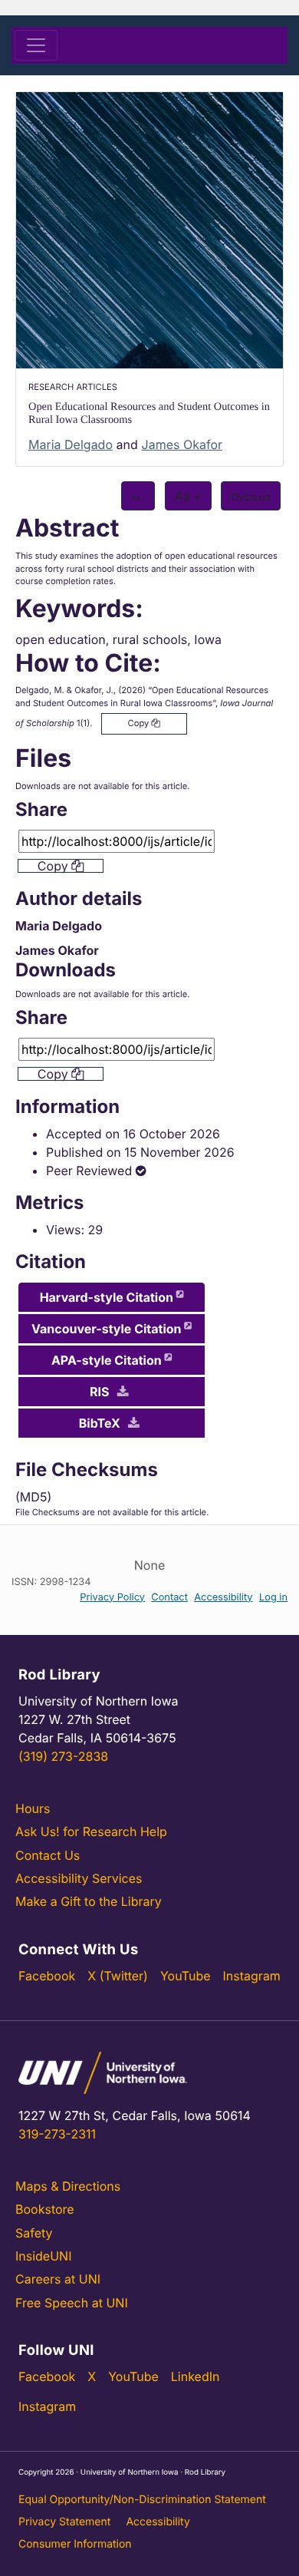 RESEARCH ARTICLES
Open Educational Resources and Student Outcomes in
Rural Iowa Classrooms
Maria Delgado and James Okafor
Abstract
This study examines the adoption of open educational resources
across forty rural school districts and their association with
course completion rates.
Keywords:
open education, rural schools, Iowa
How to Cite:
Delgado, M. & Okafor, J., (2026) “Open Educational Resources
and Student Outcomes in Rural Iowa Classrooms”, Iowa Journal
of Scholarship 1(1). Copy
Files
Downloads are not available for this article.
Share
http://localhost:8000/ijs/article/ic
Copy
Author details
Maria Delgado
James Okafor
Downloads
Downloads are not available for this article.
Share
http://localhost:8000/ijs/article/ic
Copy
Information
• Accepted on 16 October 2026
• Published on 15 November 2026
• Peer Reviewed
Metrics
• Views: 29
Citation
Harvard-style Citation
Vancouver-style Citation
APA-style Citation
RIS
BibTeX
File Checksums
(MD5)
File Checksums are not available for this article.
None
ISSN: 2998-1234
Privacy Policy Contact Accessibility Log in
Rod Library
University of Northern Iowa
1227 W. 27th Street
Cedar Falls, IA 50614-3675
(319) 273-2838
Hours
Ask Us! for Research Help
Contact Us
Accessibility Services
Make a Gift to the Library
Connect With Us
Facebook X (Twitter) YouTube Instagram
UNI University of
Northern Iowa.
1227 W 27th St, Cedar Falls, Iowa 50614
319-273-2311
Maps & Directions
Bookstore
Safety
InsideUNI
Careers at UNI
Free Speech at UNI
Follow UNI
Facebook X YouTube LinkedIn
Instagram
Copyright 2026 · University of Northern Iowa · Rod Library
Equal Opportunity/Non-Discrimination Statement
Privacy Statement Accessibility
Consumer Information